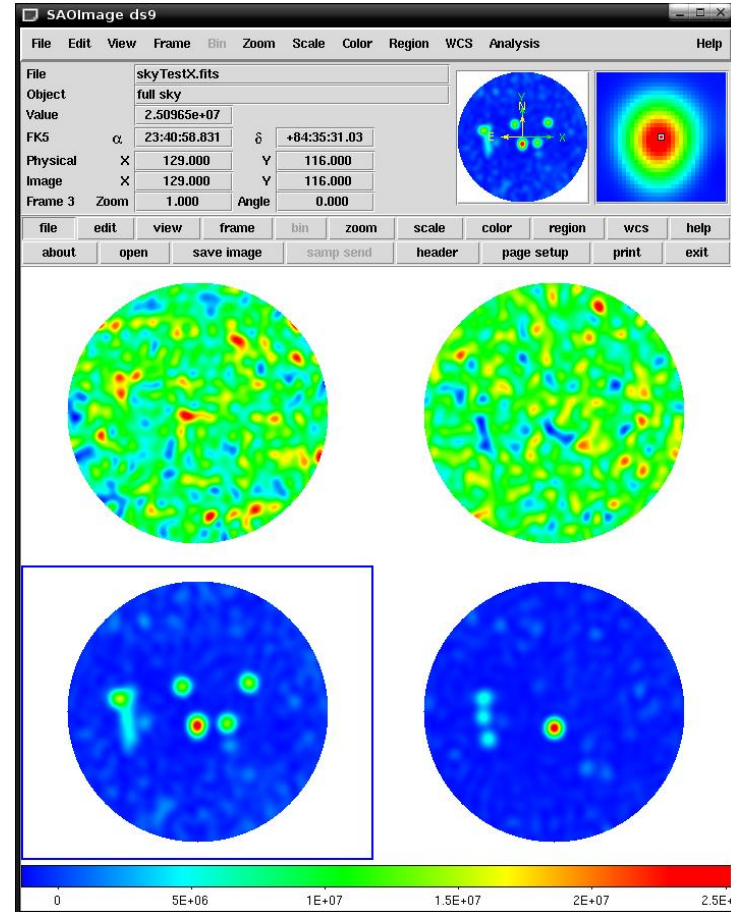 SAOImage ds9
File Edit View Frame Bin Zoom Scale Color Region WCS Analysis Help
File skyTestX.fits
Object full sky
Value 2.50965e+07
FK5 α 23:40:58.831 δ +84:35:31.03
Physical X 129.000 Y 116.000
Image X 129.000 Y 116.000
Frame 3 Zoom 1.000 Angle 0.000
Y
N
E X
file edit view frame bin zoom scale color region wcs help
about open save image samp send header page setup print exit
0 5E+06 1E+07 1.5E+07 2E+07 2.5E+